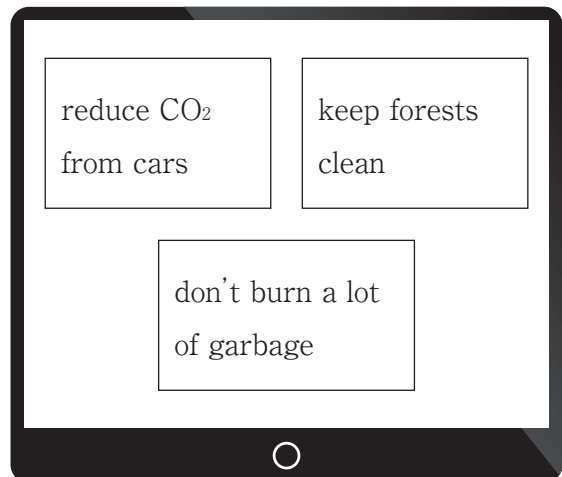 reduce CO₂
from cars
keep forests
clean
don't burn a lot
of garbage